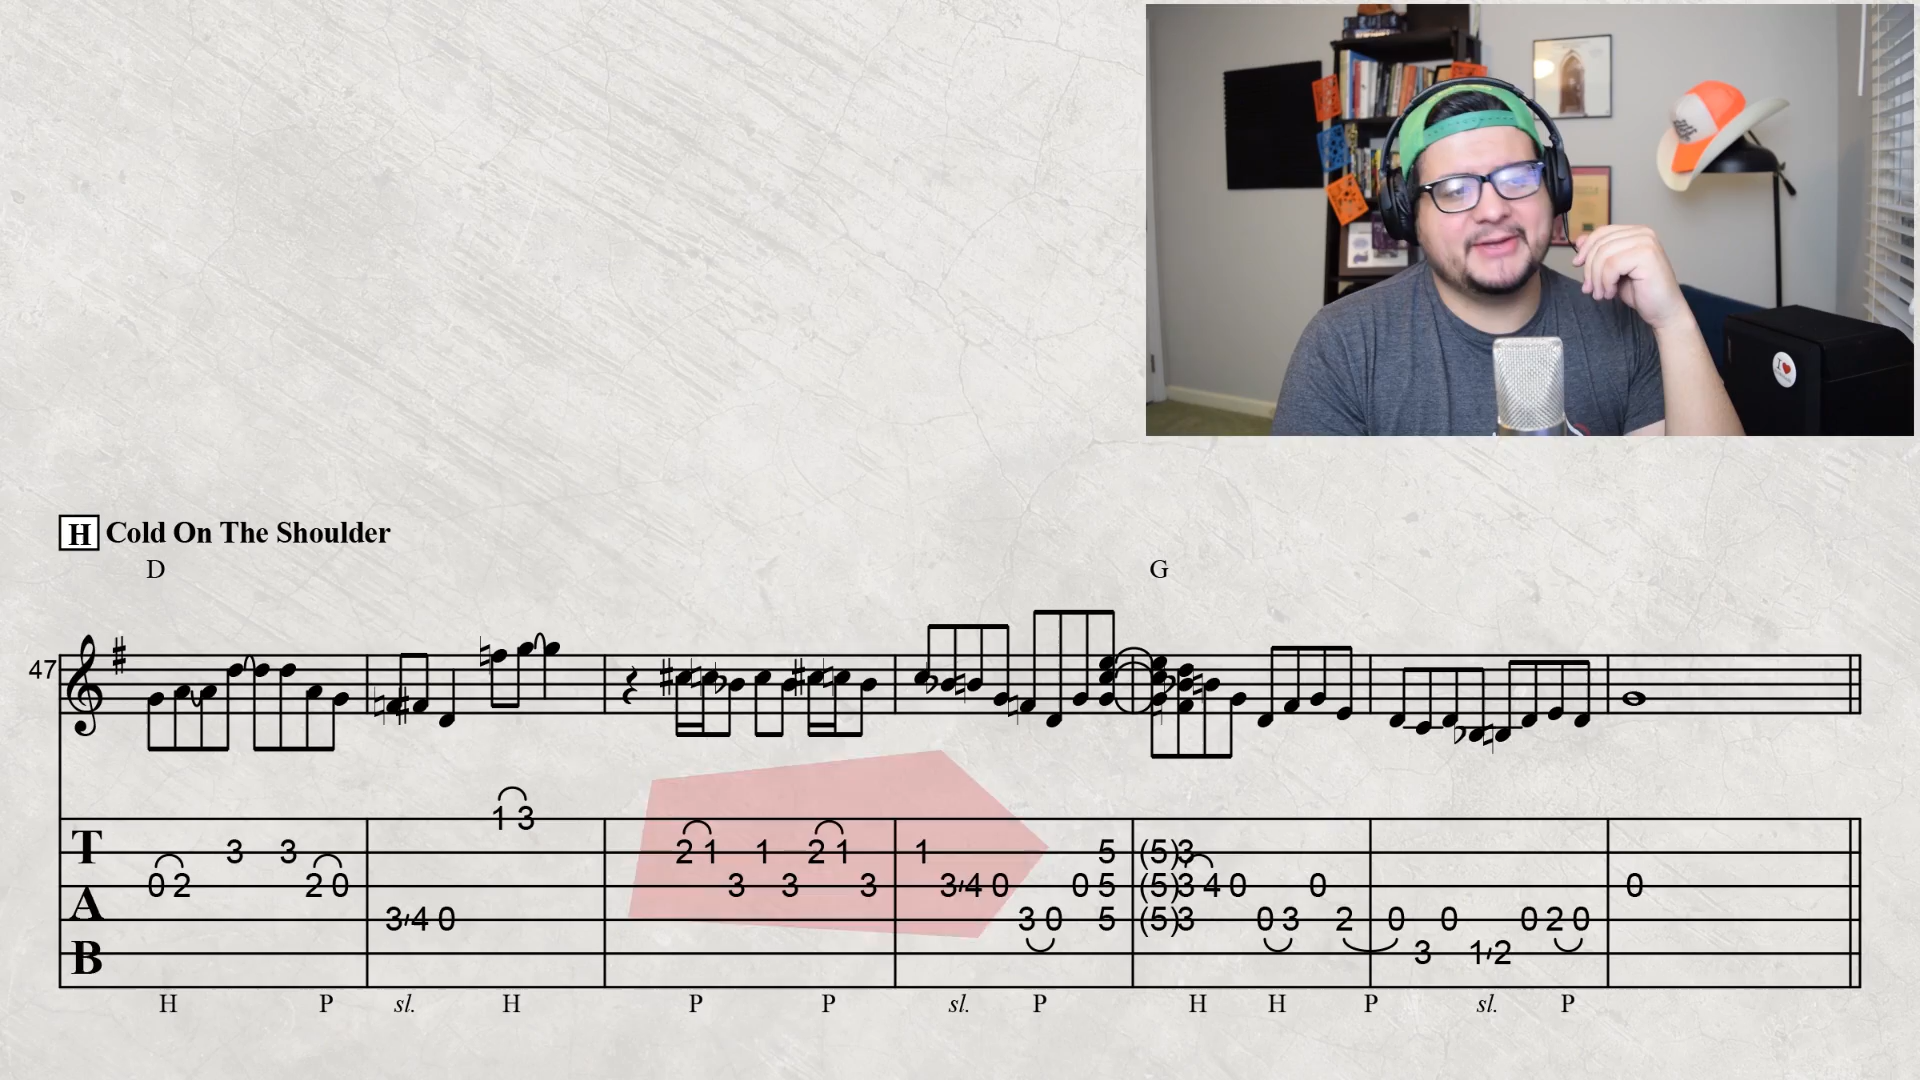 H Cold On The Shoulder
D G
47
1 3
T 3 3 2 1 1 2 1 1 5 (5)3
0 2 2 0 3 3 3 3 4 0 0 5 (5)3 4 0 0 0
A 3 4 0 3 0 5 (5)3 0 3 2 0 0 0 2 0
B 3 1 2
H P sl. H P P sl. P H H P sl. P
I ♥